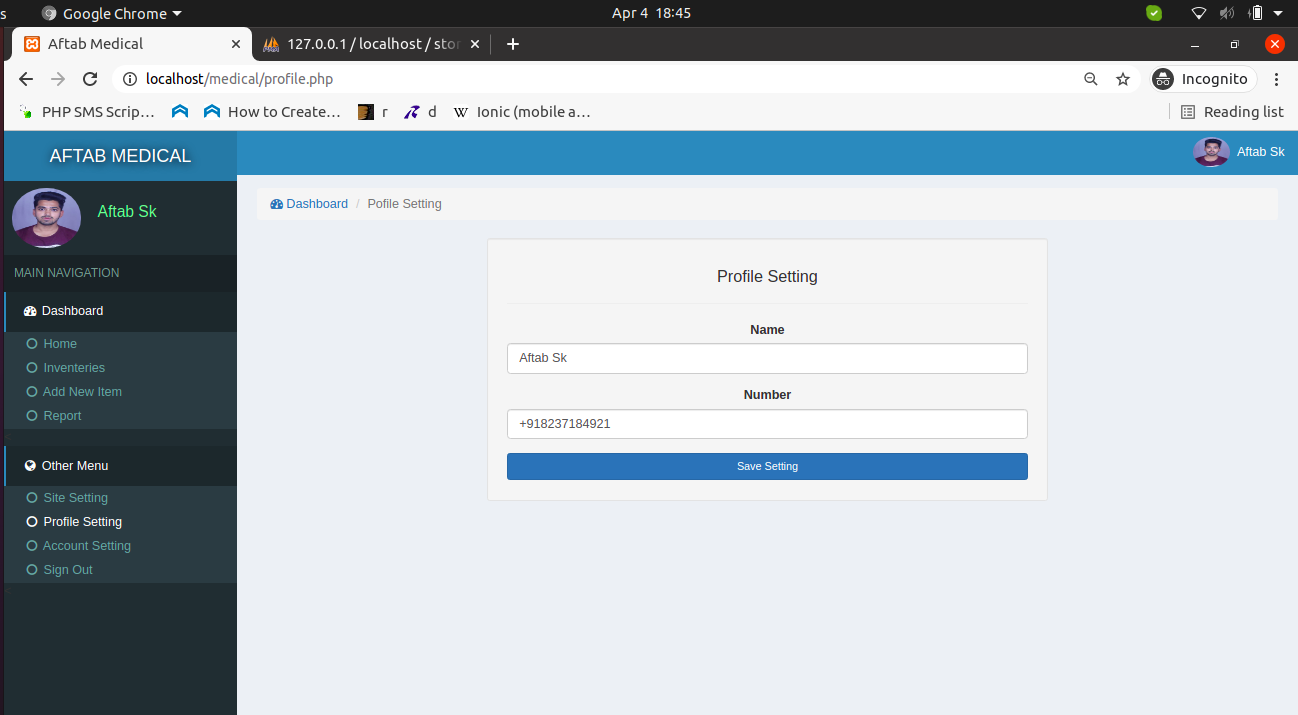 s Google Chrome Apr 4 18:45
Aftab Medical 127.0.0.1 / localhost / stor
localhost/medical/profile.php Incognito
PHP SMS Scrip… How to Create… r d Ionic (mobile a… Reading list
AFTAB MEDICAL Aftab Sk
Aftab Sk
MAIN NAVIGATION
Dashboard
Home
Inventeries
Add New Item
Report
Other Menu
Site Setting
Profile Setting
Account Setting
Sign Out
Dashboard / Pofile Setting
Profile Setting
Name
Aftab Sk
Number
+918237184921
Save Setting